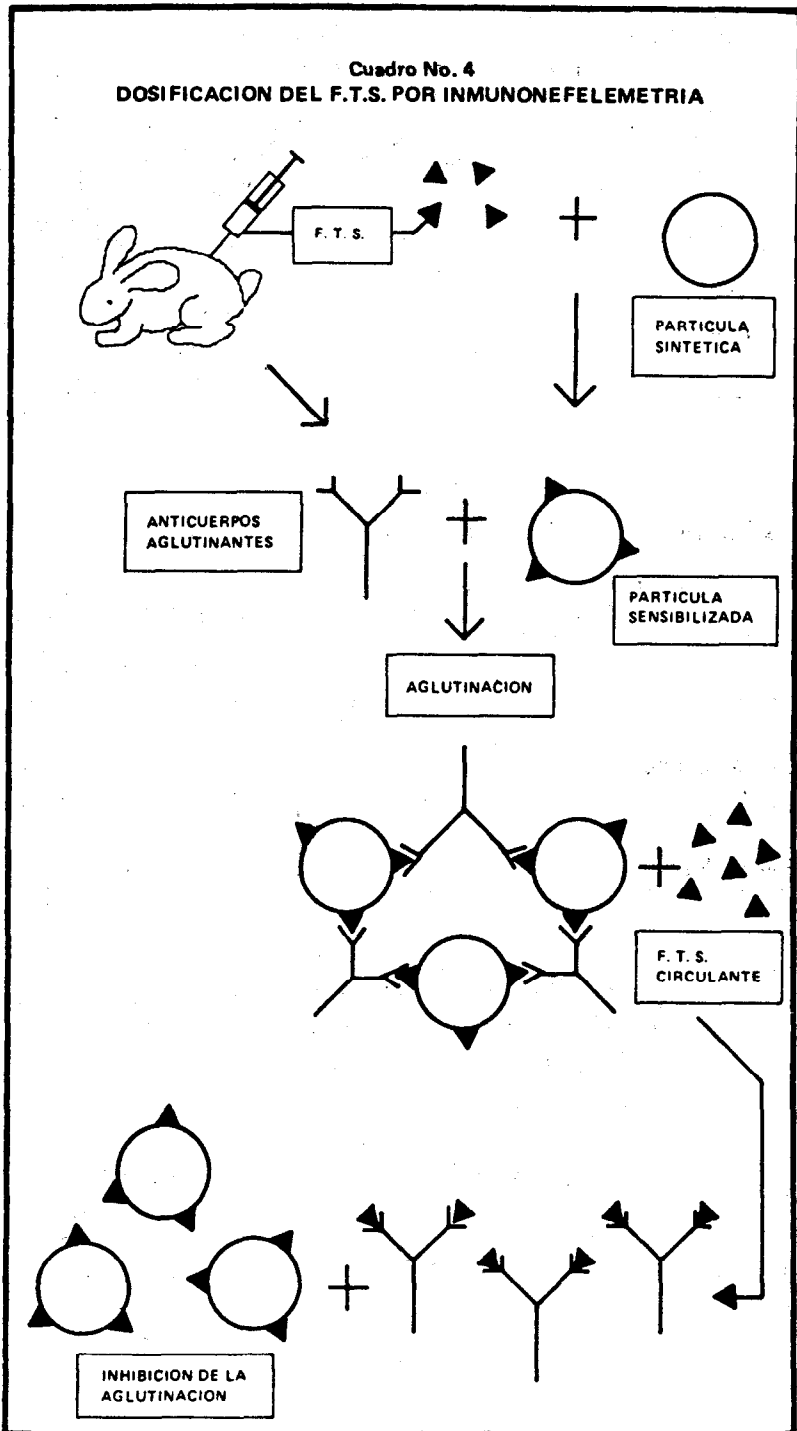 Cuadro No. 4
DOSIFICACION DEL F.T.S. POR INMUNONEFELEMETRIA
F. T. S.
PARTICULA
SINTETICA
ANTICUERPOS
AGLUTINANTES
PARTICULA
SENSIBILIZADA
AGLUTINACION
F. T. S.
CIRCULANTE
INHIBICION DE LA
AGLUTINACION